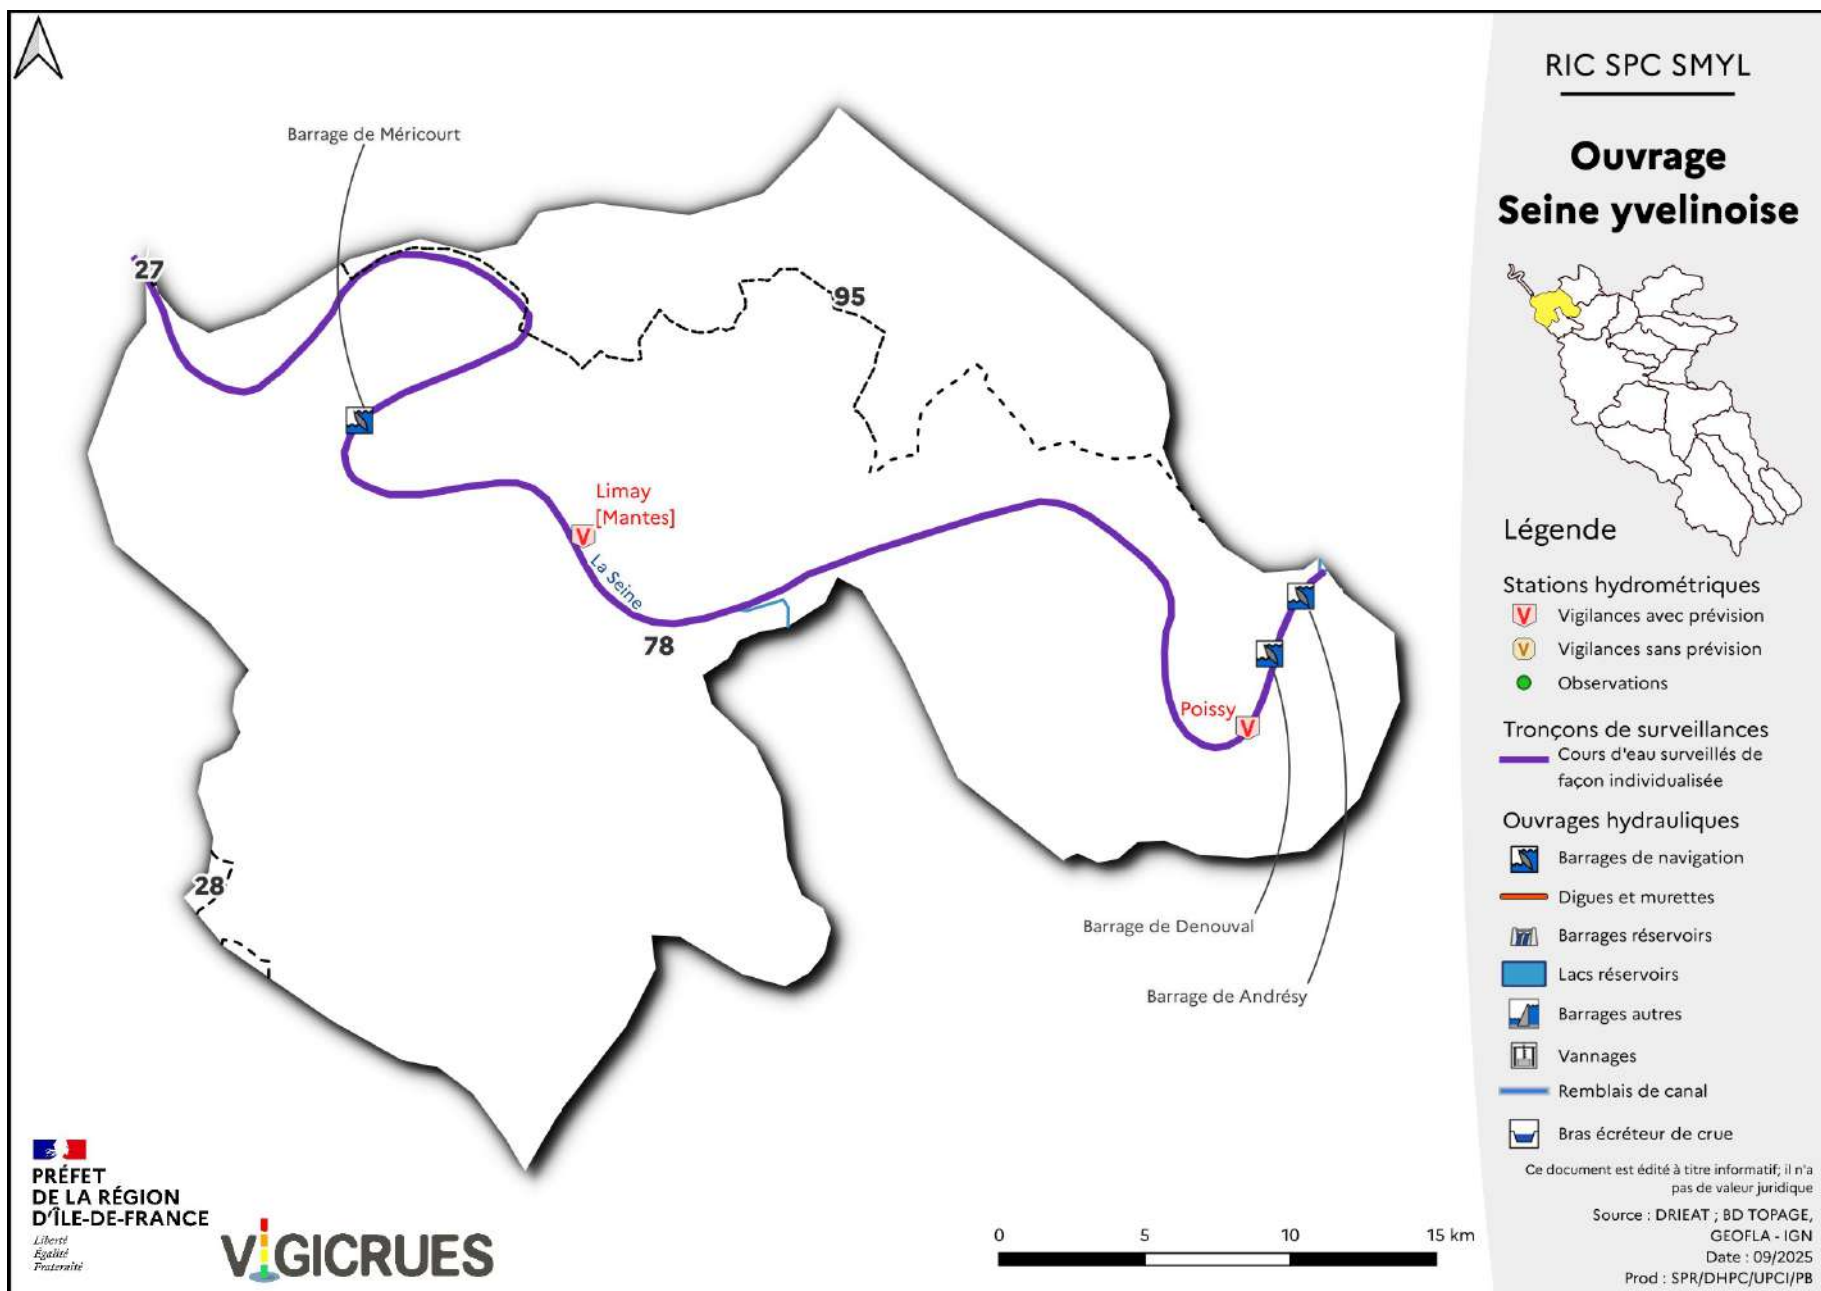 Barrage de Méricourt
27
95
Limay
[Mantes]
La Seine
78
Poissy
28
Barrage de Denouval
Barrage de Andrésy
RIC SPC SMYL
Ouvrage
Seine yvelinoise
Légende
Stations hydrométriques
V Vigilances avec prévision
V Vigilances sans prévision
Observations
Tronçons de surveillances
Cours d'eau surveillés de
façon individualisée
Ouvrages hydrauliques
Barrages de navigation
Digues et murettes
Barrages réservoirs
Lacs réservoirs
Barrages autres
Vannages
Remblais de canal
Bras écréteur de crue
Ce document est édité à titre informatif; il n'a
pas de valeur juridique
Source : DRIEAT ; BD TOPAGE,
GEOFLA - IGN
Date : 09/2025
Prod : SPR/DHPC/UPCI/PB
PRÉFET
DE LA RÉGION
D'ÎLE-DE-FRANCE
Liberté
Égalité
Fraternité
VIGICRUES
0 5 10 15 km